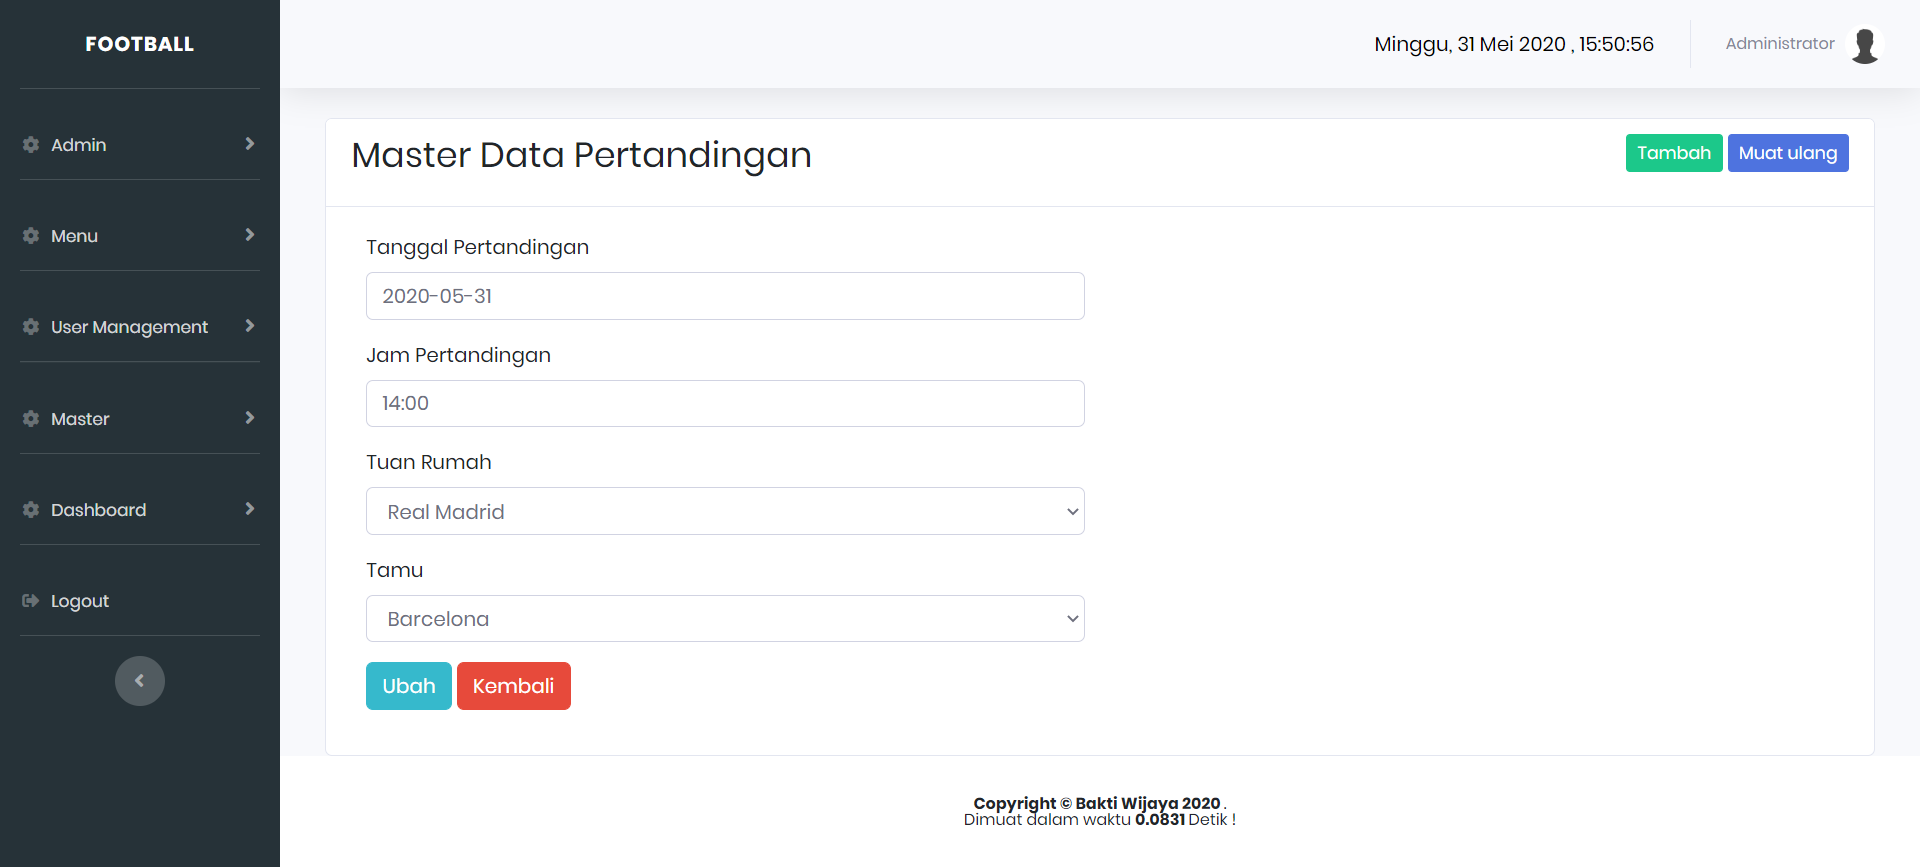 FOOTBALL
Minggu, 31 Mei 2020 , 15:50:56
Administrator
Admin
Menu
User Management
Master
Dashboard
Logout
Master Data Pertandingan
Tambah
Muat ulang
Tanggal Pertandingan
2020-05-31
Jam Pertandingan
14:00
Tuan Rumah
Real Madrid
Tamu
Barcelona
Ubah
Kembali
Copyright © Bakti Wijaya 2020 .
Dimuat dalam waktu 0.0831 Detik !